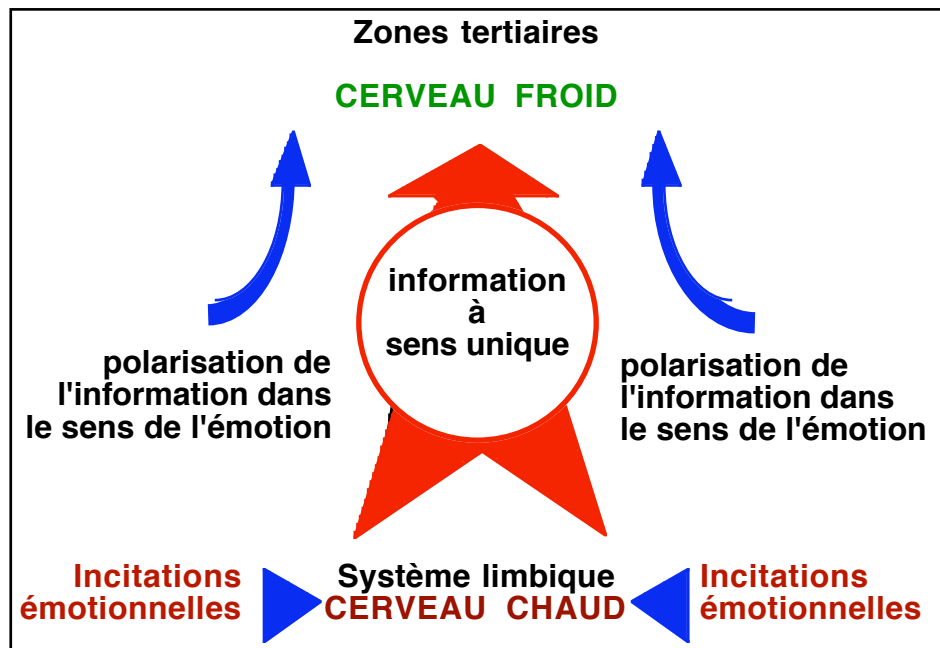 Zones tertiaires
CERVEAU FROID
information
à
sens unique
polarisation de
l'information dans
le sens de l'émotion
polarisation de
l'information dans
le sens de l'émotion
Incitations
émotionnelles
Système limbique
CERVEAU CHAUD
Incitations
émotionnelles